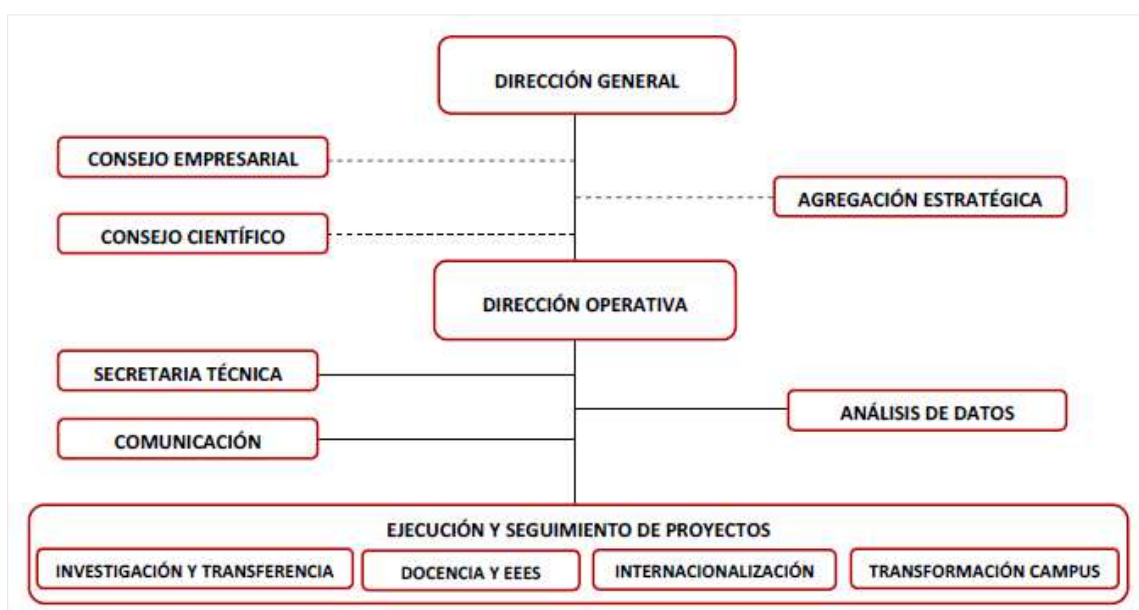 DIRECCIÓN GENERAL
CONSEJO EMPRESARIAL
AGREGACIÓN ESTRATÉGICA
CONSEJO CIENTÍFICO
DIRECCIÓN OPERATIVA
SECRETARIA TÉCNICA
ANÁLISIS DE DATOS
COMUNICACIÓN
EJECUCIÓN Y SEGUIMIENTO DE PROYECTOS
INVESTIGACIÓN Y TRANSFERENCIA
DOCENCIA Y EEES
INTERNACIONALIZACIÓN
TRANSFORMACIÓN CAMPUS